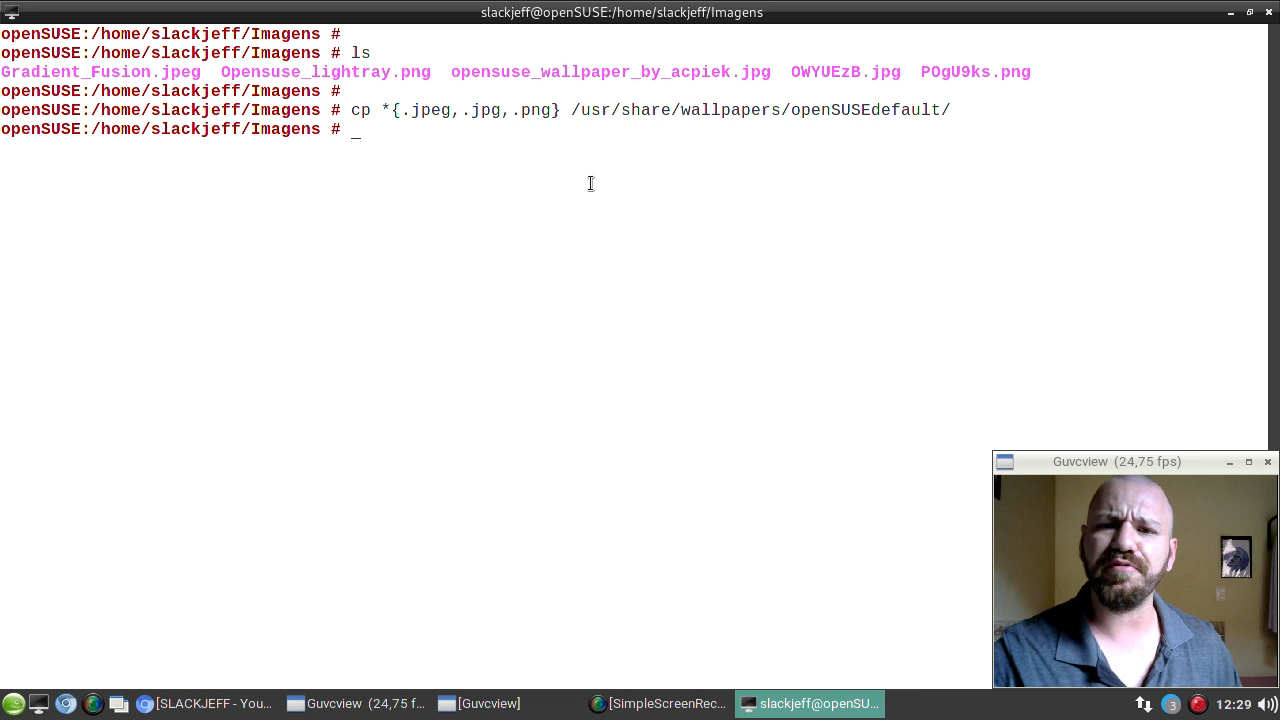 slackjeff@openSUSE:/home/slackjeff/Imagens
openSUSE:/home/slackjeff/Imagens #
openSUSE:/home/slackjeff/Imagens # ls
Gradient_Fusion.jpeg  Opensuse_lightray.png  opensuse_wallpaper_by_acpiek.jpg  OWYUEzB.jpg  POgU9ks.png
openSUSE:/home/slackjeff/Imagens #
openSUSE:/home/slackjeff/Imagens # cp *{.jpeg,.jpg,.png} /usr/share/wallpapers/openSUSEdefault/
openSUSE:/home/slackjeff/Imagens # _
Guvcview (24,75 fps)
[SLACKJEFF - You... Guvcview (24,75 f... [Guvcview] [SimpleScreenRec... slackjeff@openSU... 3 12:29